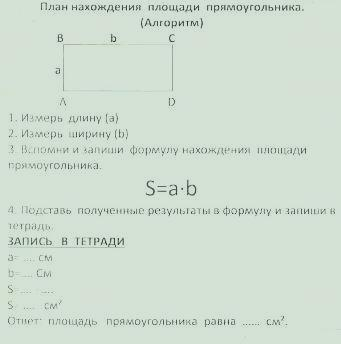 План нахождения площади прямоугольника.
(Алгоритм)
B b C
a
A D
1. Измерь длину (a)
2. Измерь ширину (b)
3. Вспомни и запиши формулу нахождения площади
прямоугольника.
S=a·b
4. Подставь полученные результаты в формулу и запиши в
тетрадь.
ЗАПИСЬ В ТЕТРАДИ
a= .... см
b= .... См
S= .... ....
S= .... см²
Ответ: площадь прямоугольника равна ...... см².